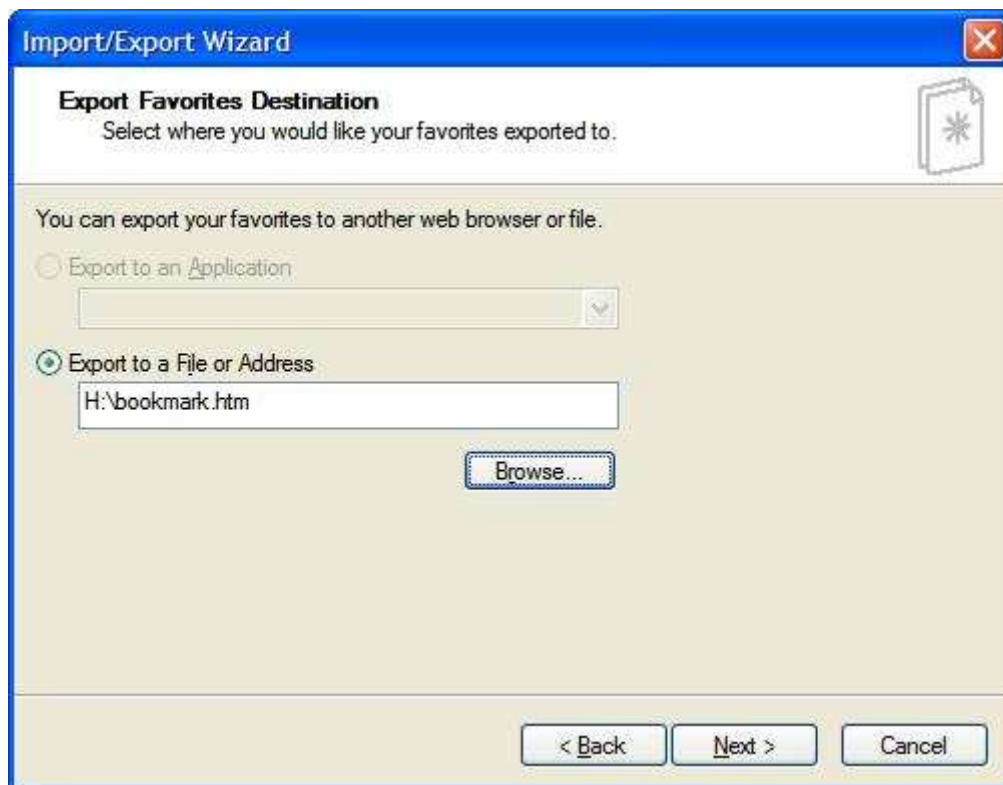 Import/Export Wizard
Export Favorites Destination
Select where you would like your favorites exported to.
You can export your favorites to another web browser or file.
Export to an Application
Export to a File or Address
H:\bookmark.htm
Browse...
< Back
Next >
Cancel